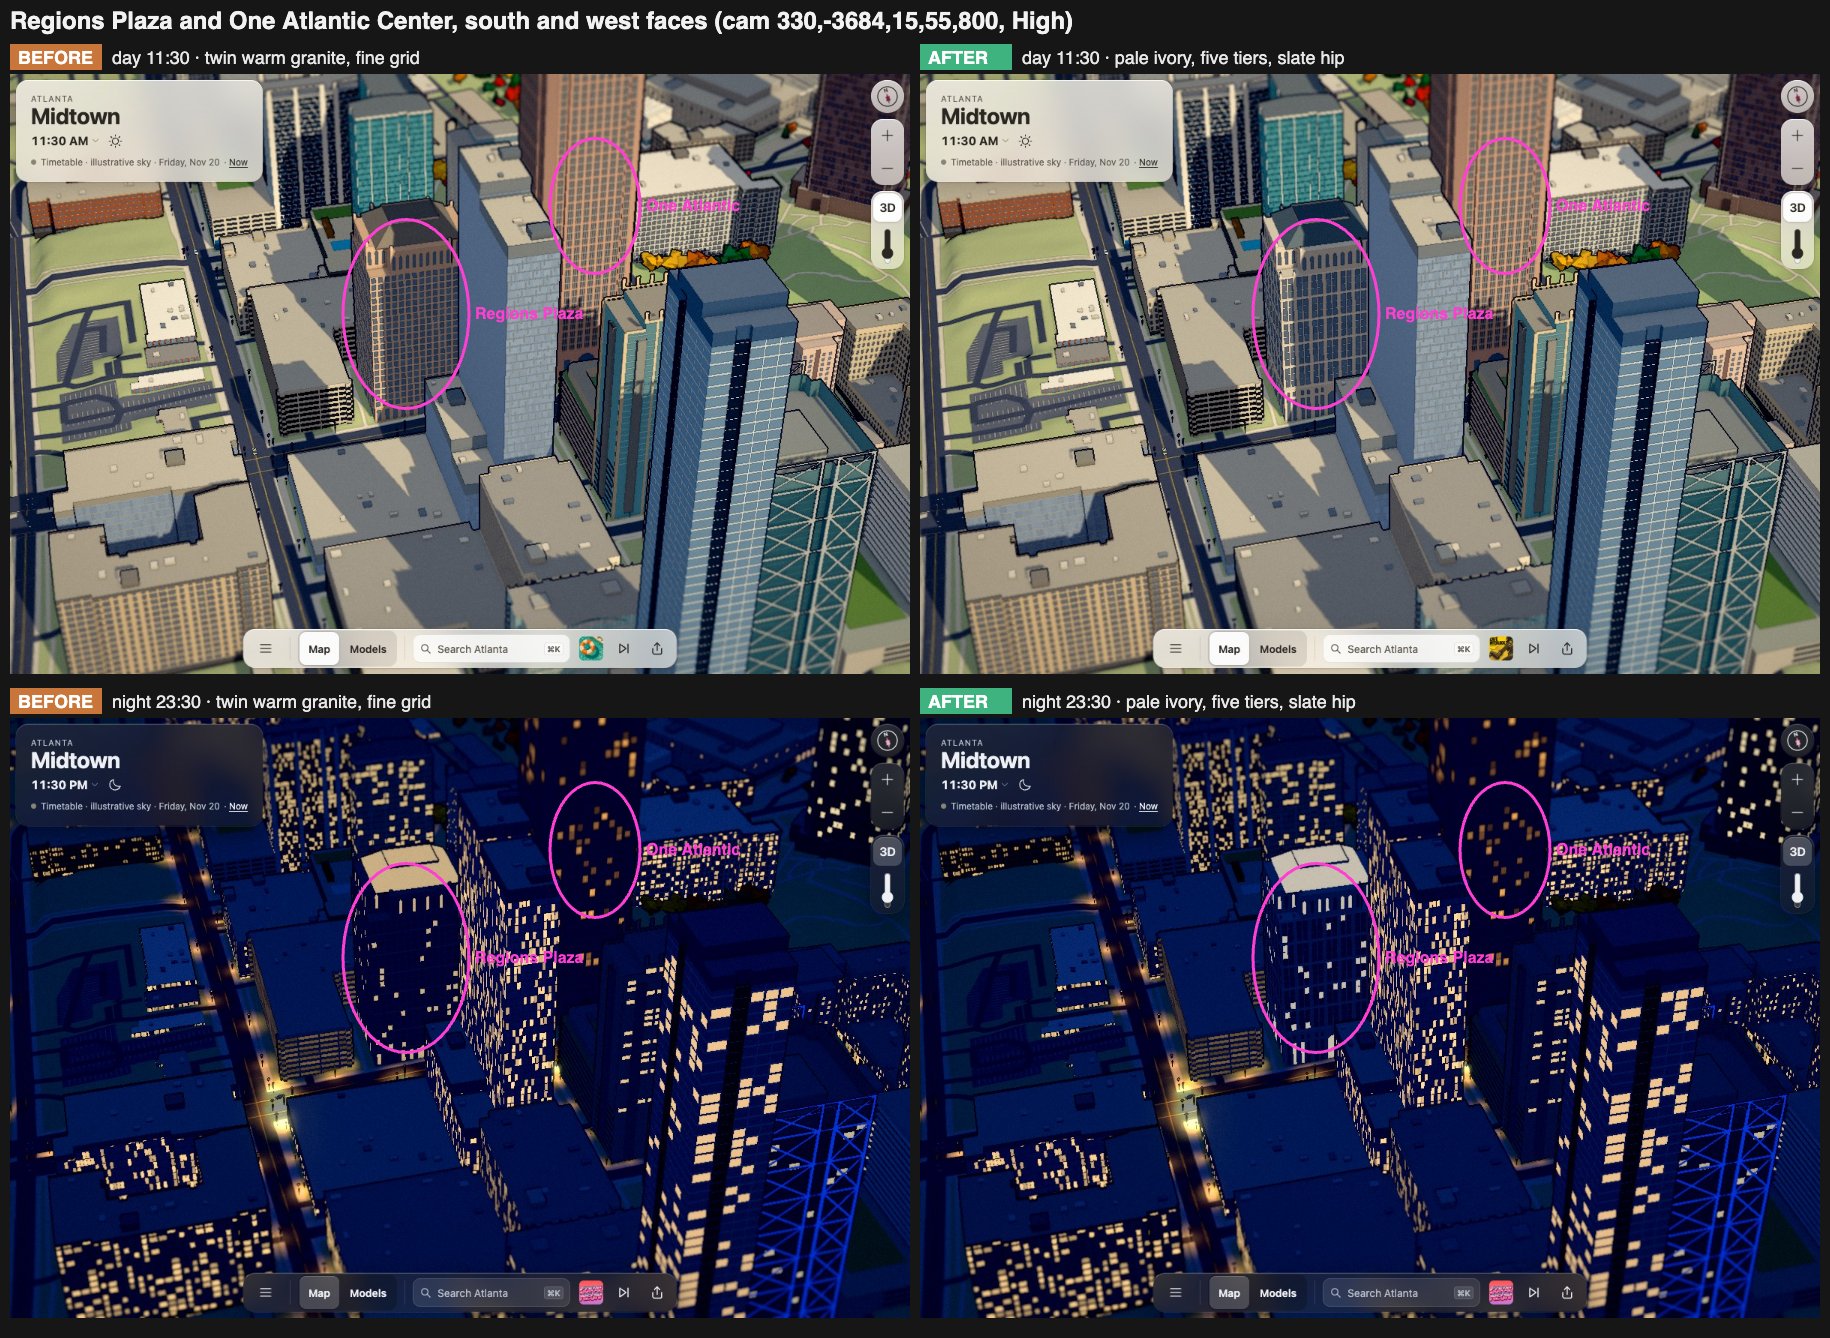 Regions Plaza and One Atlantic Center, south and west faces (cam 330,-3684,15,55,800, High)
BEFORE day 11:30 · twin warm granite, fine grid
AFTER day 11:30 · pale ivory, five tiers, slate hip
ATLANTA
Midtown
11:30 AM
Timetable · illustrative sky · Friday, Nov 20 · Now
N
+
−
3D
One Atlantic
Regions Plaza
Map Models Search Atlanta ⌘K
ATLANTA
Midtown
11:30 AM
Timetable · illustrative sky · Friday, Nov 20 · Now
N
+
−
3D
One Atlantic
Regions Plaza
Map Models Search Atlanta ⌘K
BEFORE night 23:30 · twin warm granite, fine grid
AFTER night 23:30 · pale ivory, five tiers, slate hip
ATLANTA
Midtown
11:30 PM
Timetable · illustrative sky · Friday, Nov 20 · Now
N
+
−
3D
One Atlantic
Regions Plaza
Map Models Search Atlanta ⌘K
ATLANTA
Midtown
11:30 PM
Timetable · illustrative sky · Friday, Nov 20 · Now
N
+
−
3D
One Atlantic
Regions Plaza
Map Models Search Atlanta ⌘K